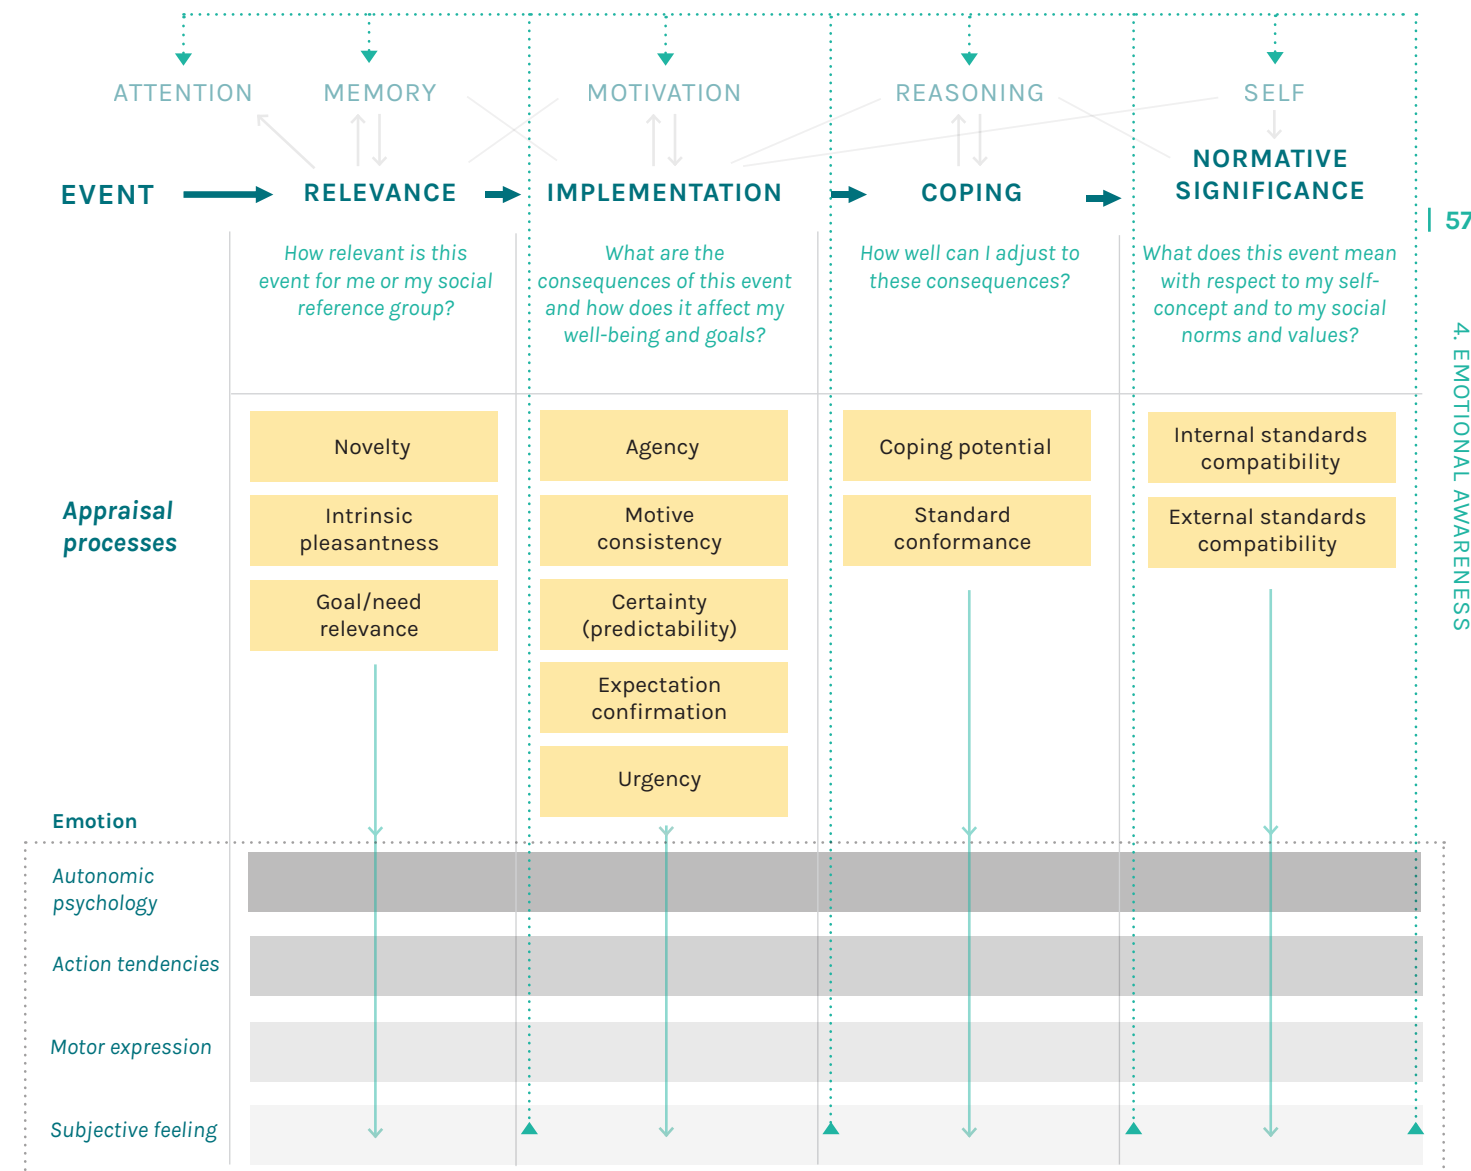 ATTENTION
MEMORY
MOTIVATION
REASONING
SELF
EVENT
RELEVANCE
IMPLEMENTATION
COPING
NORMATIVE
SIGNIFICANCE
How relevant is this
event for me or my social
reference group?
What are the
consequences of this event
and how does it affect my
well-being and goals?
How well can I adjust to
these consequences?
What does this event mean
with respect to my self-
concept and to my social
norms and values?
Appraisal
processes
Novelty
Intrinsic
pleasantness
Goal/need
relevance
Agency
Motive
consistency
Certainty
(predictability)
Expectation
confirmation
Urgency
Coping potential
Standard
conformance
Internal standards
compatibility
External standards
compatibility
Emotion
Autonomic
psychology
Action tendencies
Motor expression
Subjective feeling
| 57
4. EMOTIONAL AWARENESS